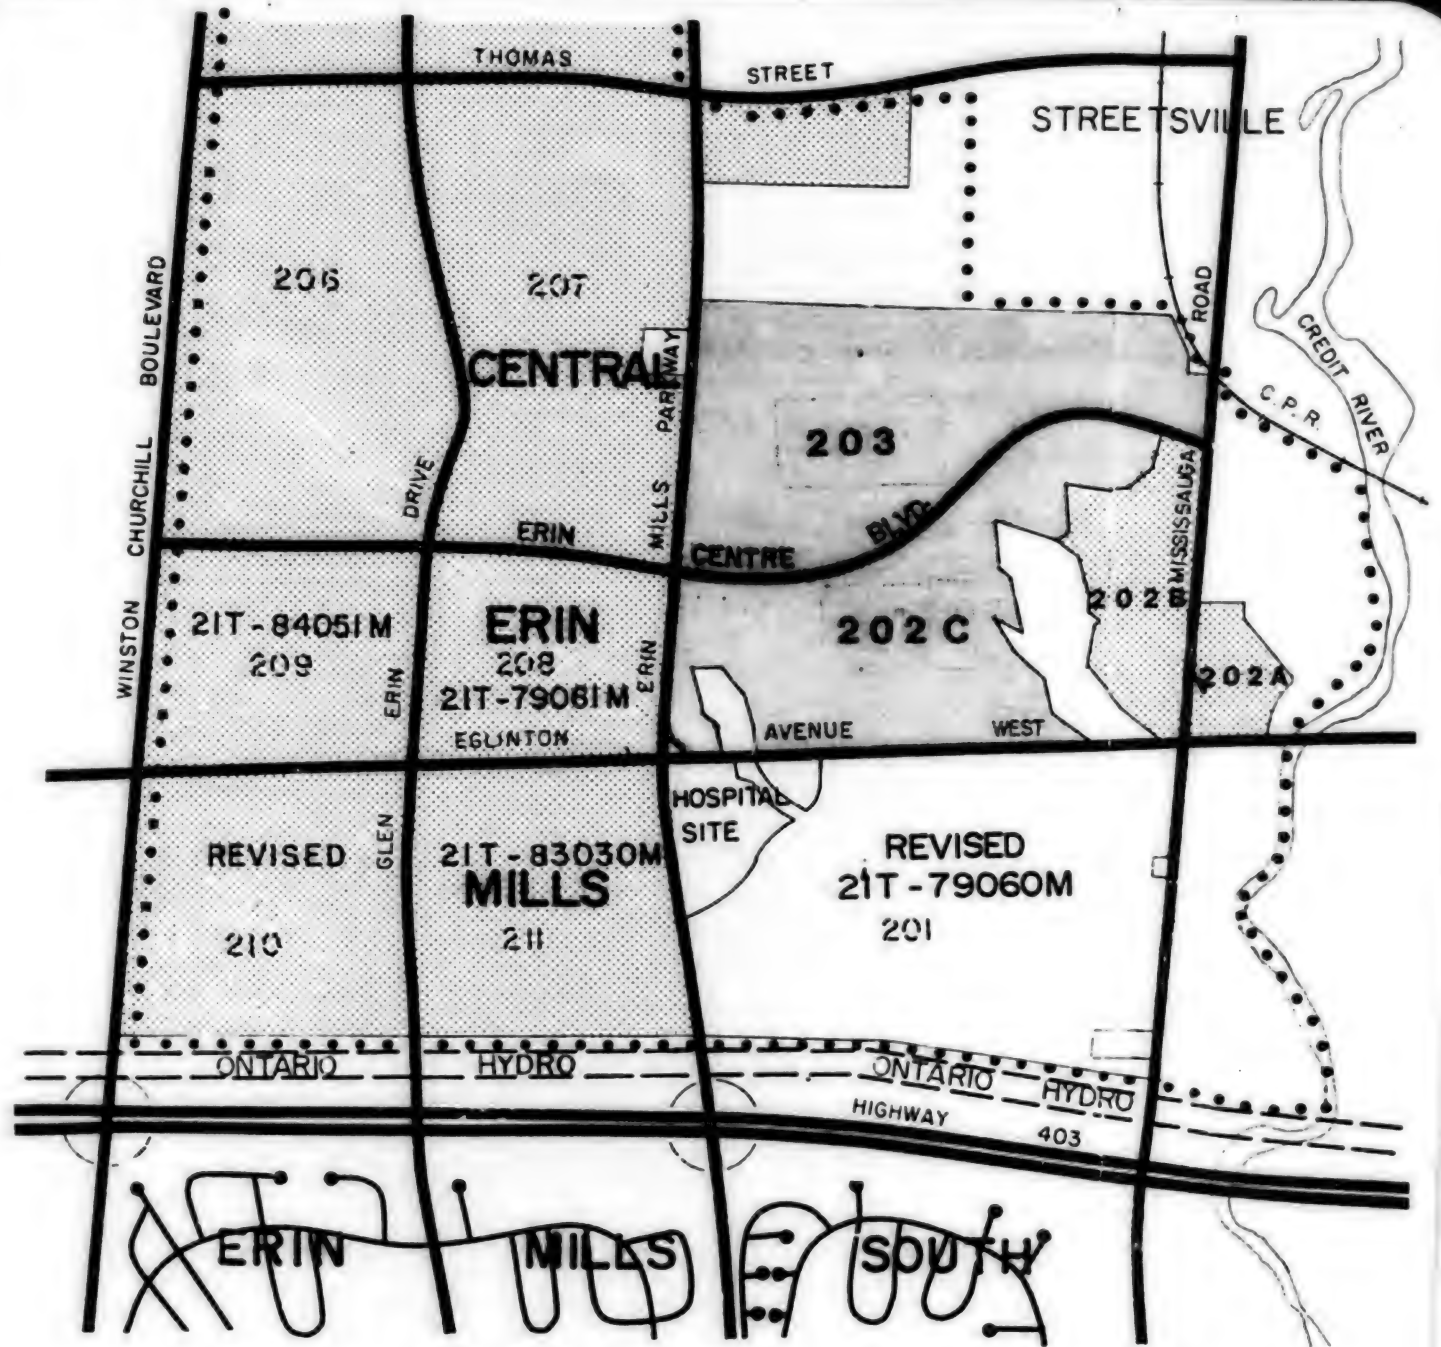 THOMAS STREET
STREETSVILLE
206
207
CENTRAL
203
ROAD
CREDIT RIVER
C. P. R.
WINSTON CHURCHILL BOULEVARD
DRIVE
PARKWAY
MILLS
ERIN
CENTRE
BLVD.
MISSISSAUGA
21T-84051M
209
ERIN
208
21T-79061M
ERIN
ERIN
202C
202B
202A
EGLINTON
AVENUE
WEST
HOSPITAL
SITE
GLEN
REVISED
210
21T-83030M
MILLS
211
REVISED
21T-79060M
201
ONTARIO HYDRO
ONTARIO HYDRO
HIGHWAY 403
ERIN MILLS SOUTH